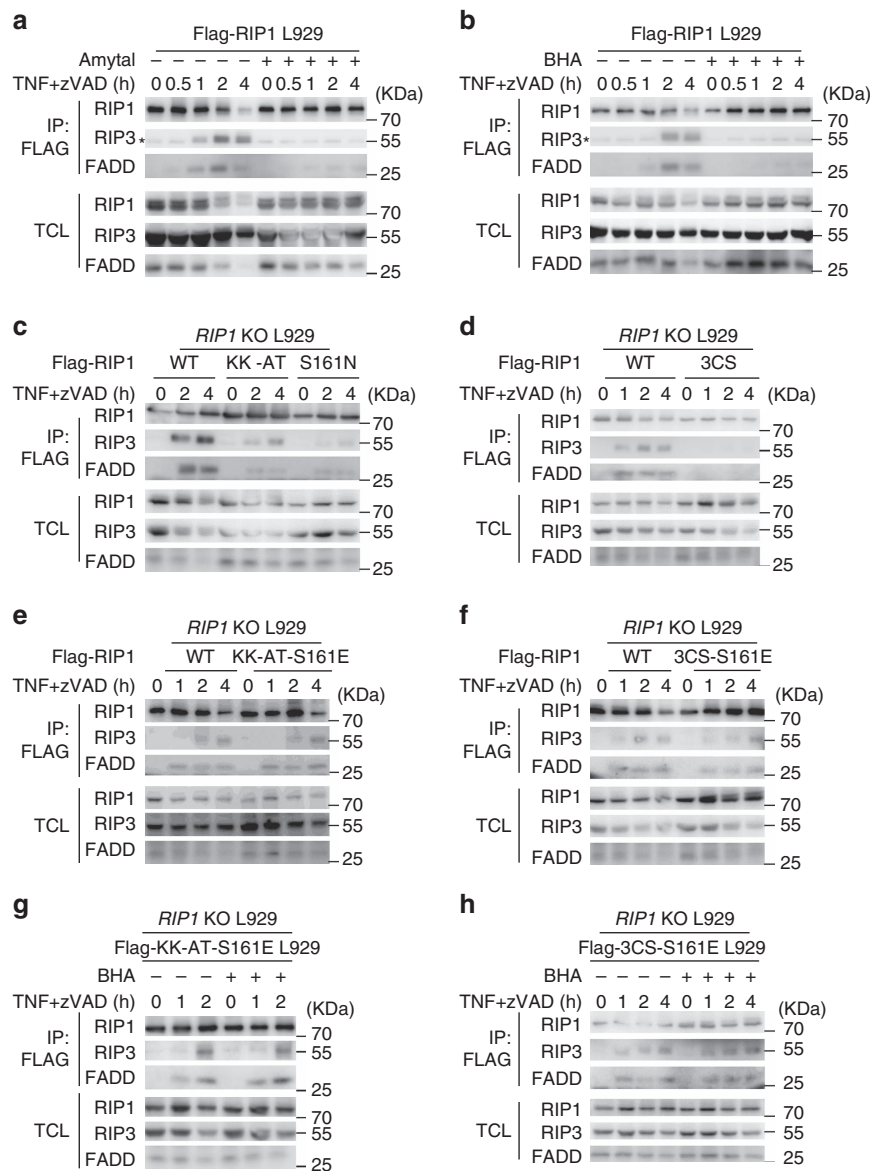 a
Flag-RIP1 L929
Amytal – – – – – + + + + +
TNF+zVAD (h) 0 0.5 1 2 4 0 0.5 1 2 4 (KDa)
IP: FLAG
RIP1 70
* RIP3 55
FADD 25
TCL
RIP1 70
RIP3 55
FADD 25
b
Flag-RIP1 L929
BHA – – – – – + + + + +
TNF+zVAD (h) 0 0.5 1 2 4 0 0.5 1 2 4 (KDa)
IP: FLAG
RIP1 70
RIP3* 55
FADD 25
TCL
RIP1 70
RIP3 55
FADD 25
c
RIP1 KO L929
Flag-RIP1 WT KK -AT S161N
TNF+zVAD (h) 0 2 4 0 2 4 0 2 4 (KDa)
IP: FLAG
RIP1 70
RIP3 55
FADD 25
TCL
RIP1 70
RIP3 55
FADD 25
d
RIP1 KO L929
Flag-RIP1 WT 3CS
TNF+zVAD (h) 0 1 2 4 0 1 2 4 (KDa)
IP: FLAG
RIP1 70
RIP3 55
FADD 25
TCL
RIP1 70
RIP3 55
FADD 25
e
RIP1 KO L929
Flag-RIP1 WT KK-AT-S161E
TNF+zVAD (h) 0 1 2 4 0 1 2 4 (KDa)
IP: FLAG
RIP1 70
RIP3 55
FADD 25
TCL
RIP1 70
RIP3 55
FADD 25
f
RIP1 KO L929
Flag-RIP1 WT 3CS-S161E
TNF+zVAD (h) 0 1 2 4 0 1 2 4 (KDa)
IP: FLAG
RIP1 70
RIP3 55
FADD 25
TCL
RIP1 70
RIP3 55
FADD 25
g
RIP1 KO L929
Flag-KK-AT-S161E L929
BHA – – – + + +
TNF+zVAD (h) 0 1 2 0 1 2 (KDa)
IP: FLAG
RIP1 70
RIP3 55
FADD 25
TCL
RIP1 70
RIP3 55
FADD 25
h
RIP1 KO L929
Flag-3CS-S161E L929
BHA – – – – + + + +
TNF+zVAD (h) 0 1 2 4 0 1 2 4 (KDa)
IP: FLAG
RIP1 70
RIP3 55
FADD 25
TCL
RIP1 70
RIP3 55
FADD 25